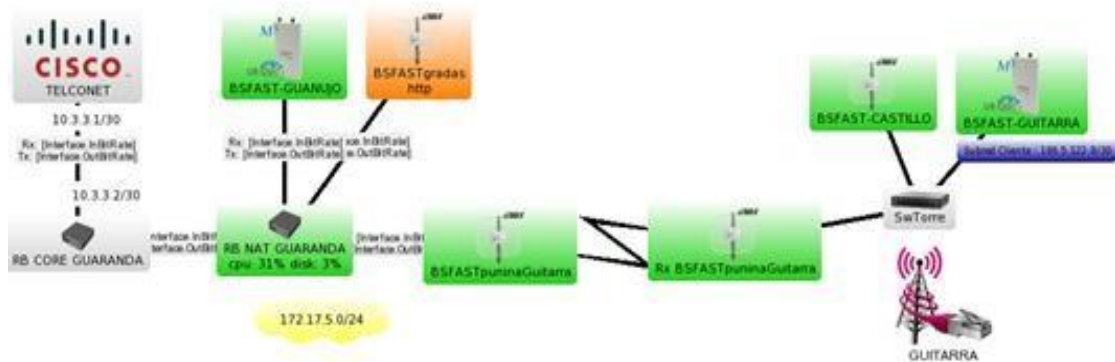 CISCO
TELCONET
10.3.3.1/30
Rx: [Interface.InBitRate]
Tx: [Interface.OutBitRate]
10.3.3.2/30
RB CORE GUARANDA
BSFAST-GUANUJO
BSFASTgradas
http
Rx: [Interface.InBitRate]
Tx: [Interface.OutBitRate]
RB NAT GUARANDA
cpu: 31% disk: 3%
172.17.5.0/24
BSFASTpuninaGuitarra
Rx BSFASTpuninaGuitarra
BSFAST-CASTILLO
BSFAST-GUITARRA
Subnet Clients
SwTorre
GUITARRA